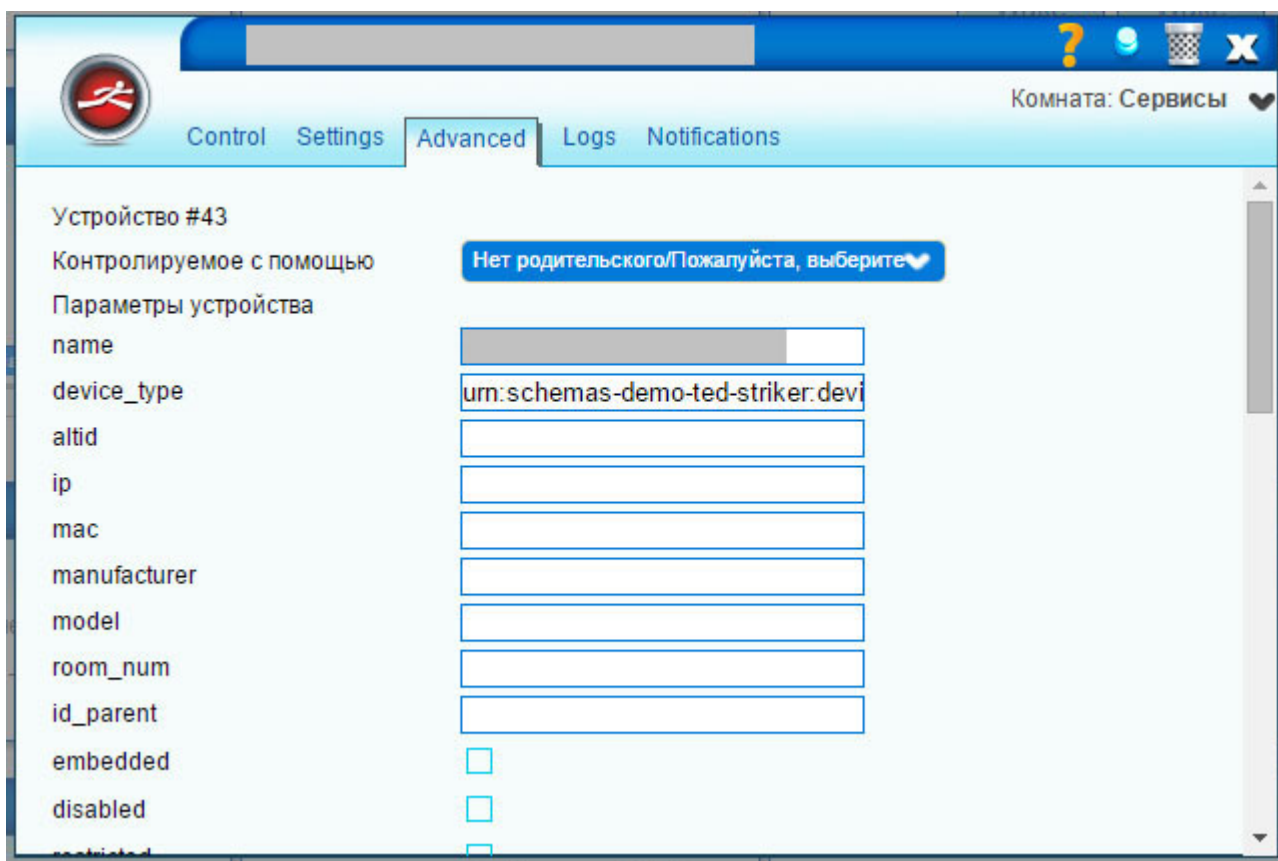 Комната: Сервисы
Control Settings Advanced Logs Notifications
Устройство #43
Контролируемое с помощью Нет родительского/Пожалуйста, выберите
Параметры устройства
name
device_type urn:schemas-demo-ted-striker:devi
altid
ip
mac
manufacturer
model
room_num
id_parent
embedded
disabled